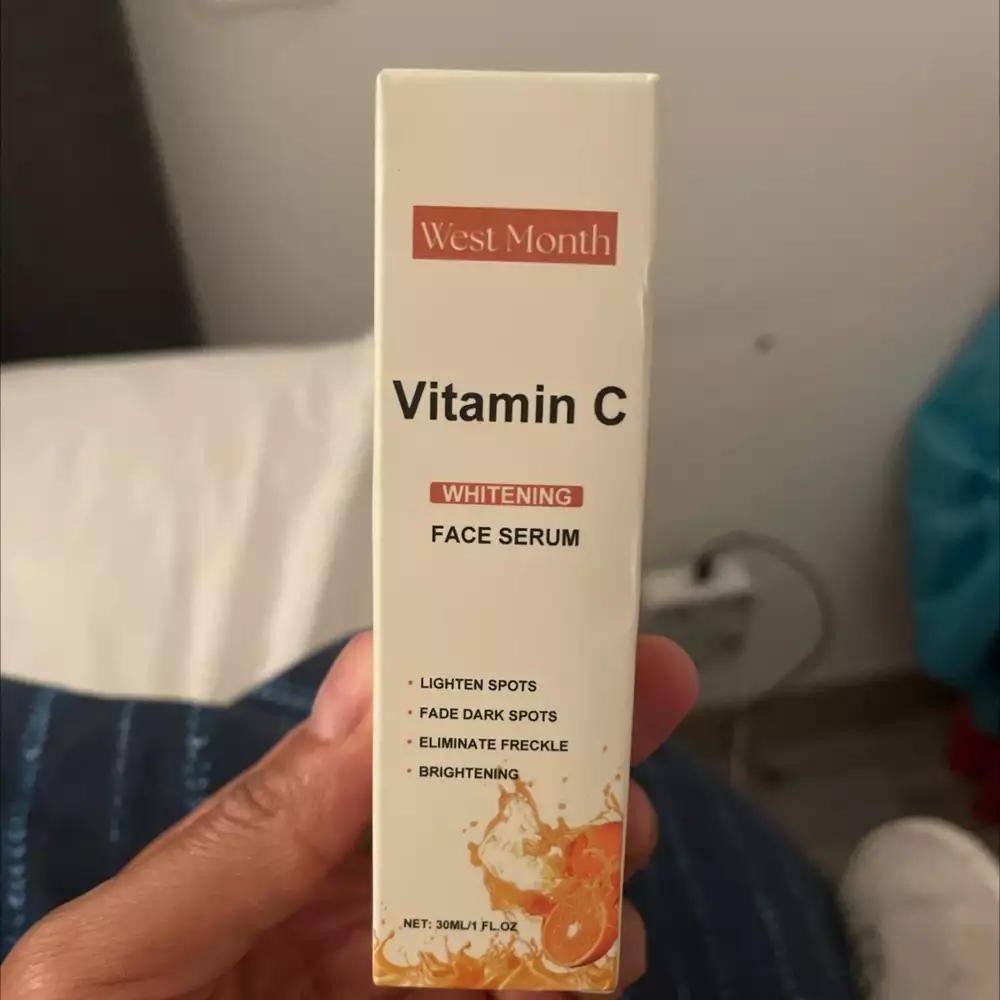 West Month
Vitamin C
WHITENING
FACE SERUM
• LIGHTEN SPOTS
• FADE DARK SPOTS
• ELIMINATE FRECKLE
• BRIGHTENING
NET: 30ML/1 FL.OZ